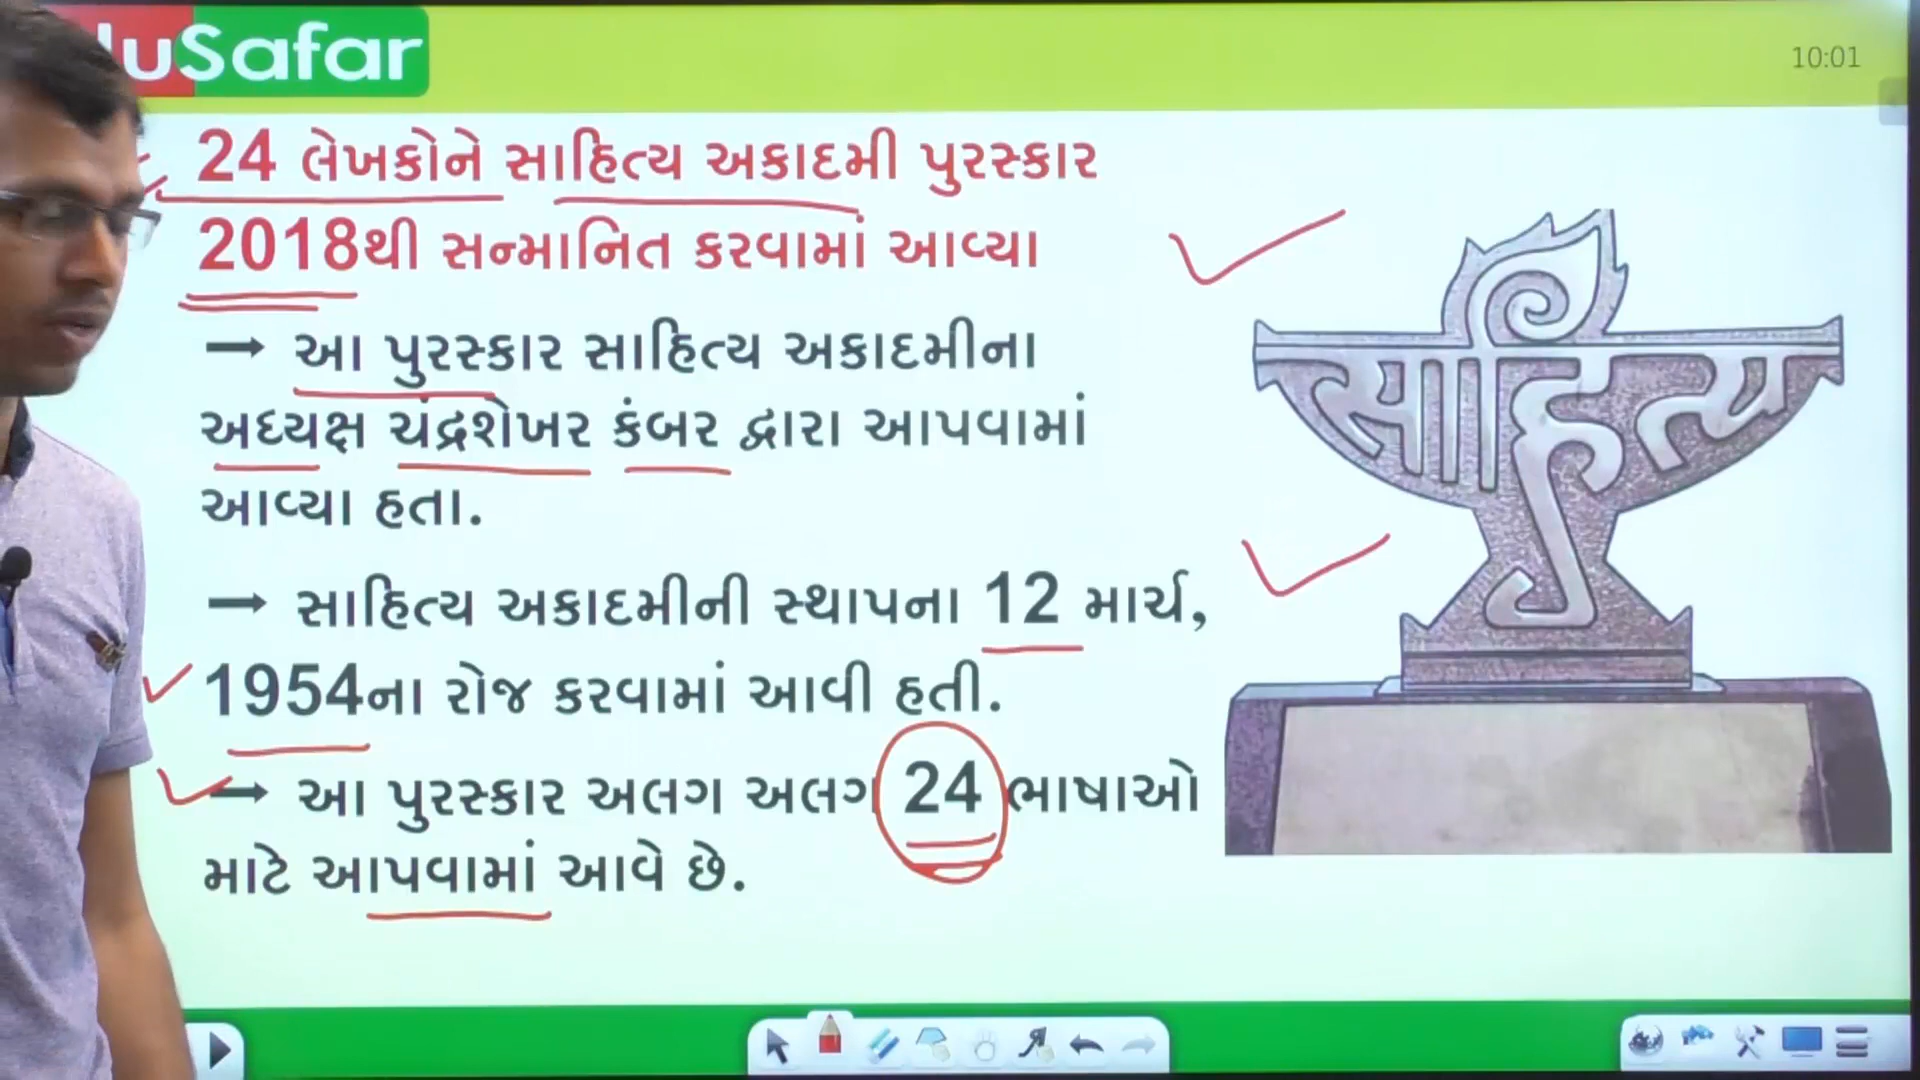 uSafar
10:01
24 લેખકોને સાહિત્ય અકાદમી પુરસ્કાર
2018થી સન્માનિત કરવામાં આવ્યા
→ આ પુરસ્કાર સાહિત્ય અકાદમીના
અધ્યક્ષ ચંદ્રશેખર કંબર દ્વારા આપવામાં
આવ્યા હતા.
→ સાહિત્ય અકાદમીની સ્થાપના 12 માર્ચ,
1954ના રોજ કરવામાં આવી હતી.
→ આ પુરસ્કાર અલગ અલગ 24 ભાષાઓ
માટે આપવામાં આવે છે.
साहित्य